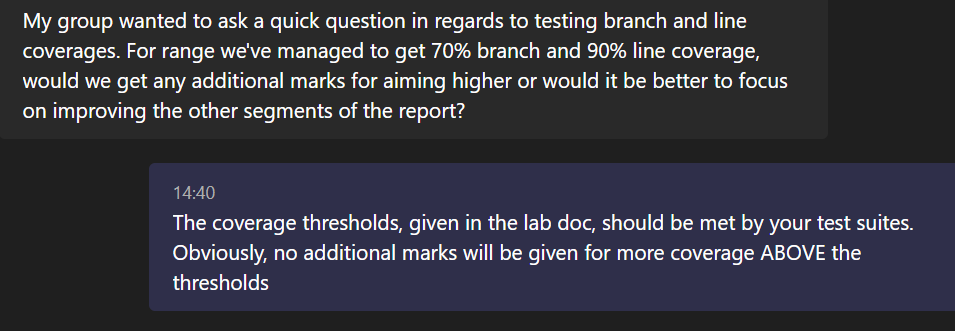 My group wanted to ask a quick question in regards to testing branch and line
coverages. For range we've managed to get 70% branch and 90% line coverage,
would we get any additional marks for aiming higher or would it be better to focus
on improving the other segments of the report?
14:40
The coverage thresholds, given in the lab doc, should be met by your test suites.
Obviously, no additional marks will be given for more coverage ABOVE the
thresholds